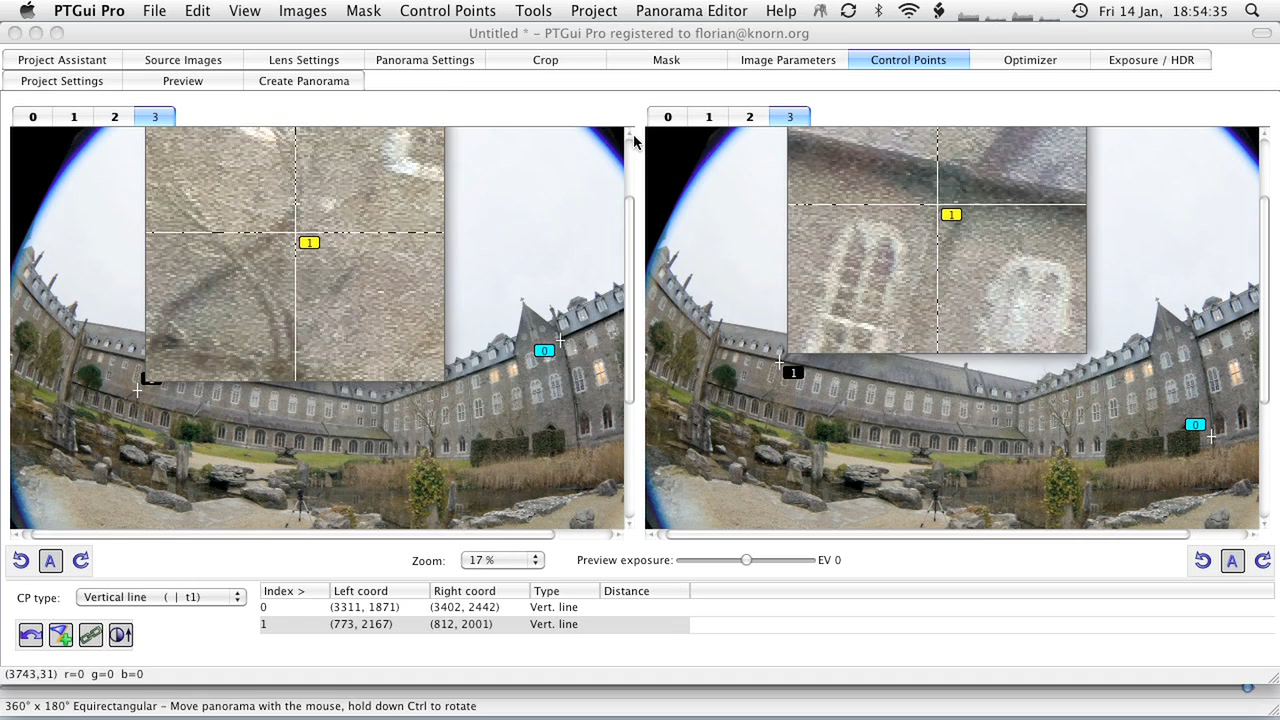 PTGui Pro File Edit View Images Mask Control Points Tools Project Panorama Editor Help Fri 14 Jan, 18:54:35
Untitled * – PTGui Pro registered to florian@knorn.org
Project Assistant Source Images Lens Settings Panorama Settings Crop Mask Image Parameters Control Points Optimizer Exposure / HDR
Project Settings Preview Create Panorama
0 1 2 3 0 1 2 3
1
1
0
1
0
Zoom: 17 % Preview exposure: EV 0
CP type: Vertical line ( | t1)
Index > Left coord Right coord Type Distance
0 (3311, 1871) (3402, 2442) Vert. line
1 (773, 2167) (812, 2001) Vert. line
(3743,31) r=0 g=0 b=0
360° x 180° Equirectangular – Move panorama with the mouse, hold down Ctrl to rotate